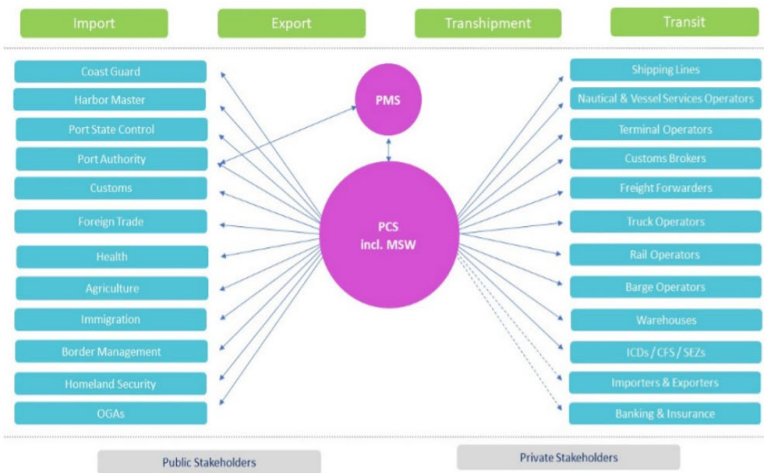 Import
Export
Transhipment
Transit
Coast Guard
Harbor Master
Port State Control
Port Authority
Customs
Foreign Trade
Health
Agriculture
Immigration
Border Management
Homeland Security
OGAs
PMS
PCS
incl. MSW
Shipping Lines
Nautical & Vessel Services Operators
Terminal Operators
Customs Brokers
Freight Forwarders
Truck Operators
Rail Operators
Barge Operators
Warehouses
ICDs / CFS / SEZs
Importers & Exporters
Banking & Insurance
Public Stakeholders
Private Stakeholders